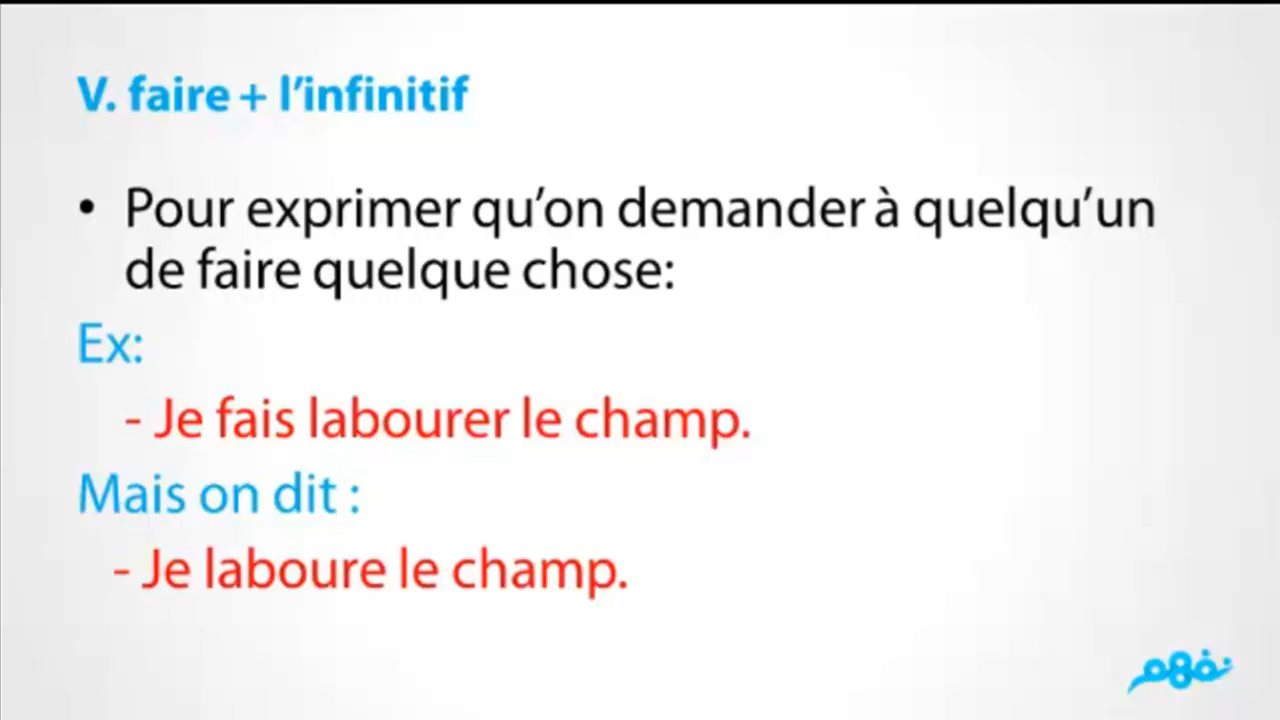 V. faire + l’infinitif
• Pour exprimer qu’on demander à quelqu’un
de faire quelque chose:
Ex:
- Je fais labourer le champ.
Mais on dit :
- Je laboure le champ.
نفهم